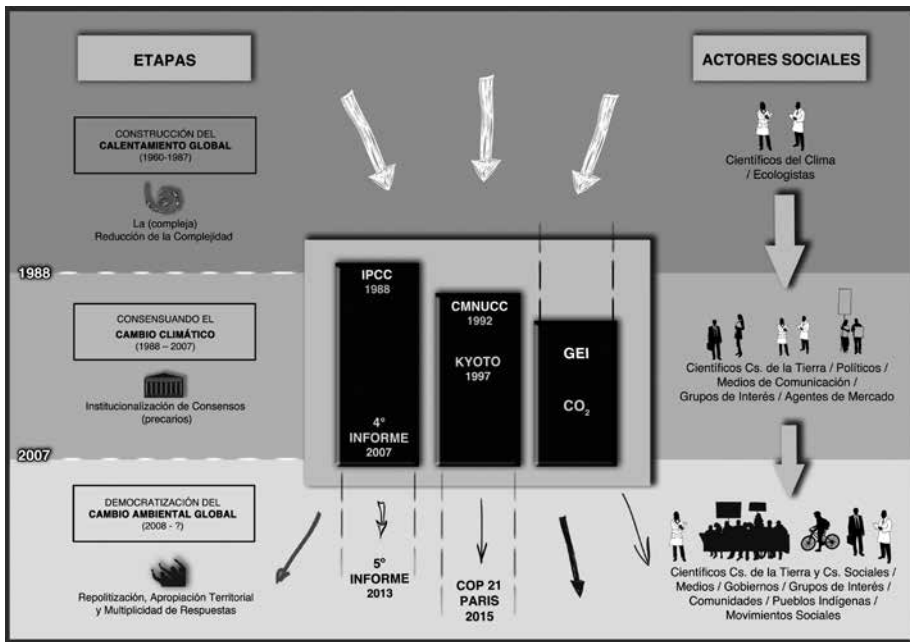 ETAPAS
CONSTRUCCIÓN DEL
CALENTAMIENTO GLOBAL
(1960-1987)
La (compleja)
Reducción de la Complejidad
1988
CONSENSUANDO EL
CAMBIO CLIMÁTICO
(1988 – 2007)
Institucionalización de Consensos
(precarios)
2007
DEMOCRATIZACIÓN DEL
CAMBIO AMBIENTAL GLOBAL
(2008 - ?)
Repolitización, Apropiación Territorial
y Multiplicidad de Respuestas
IPCC
1988
4º
INFORME
2007
5º
INFORME
2013
CMNUCC
1992
KYOTO
1997
COP 21
PARIS
2015
GEI
CO₂
ACTORES SOCIALES
Científicos del Clima
/ Ecologistas
Científicos Cs. de la Tierra / Políticos /
Medios de Comunicación /
Grupos de Interés / Agentes de Mercado
Científicos Cs. de la Tierra y Cs. Sociales /
Medios / Gobiernos / Grupos de Interés /
Comunidades / Pueblos Indígenas /
Movimientos Sociales